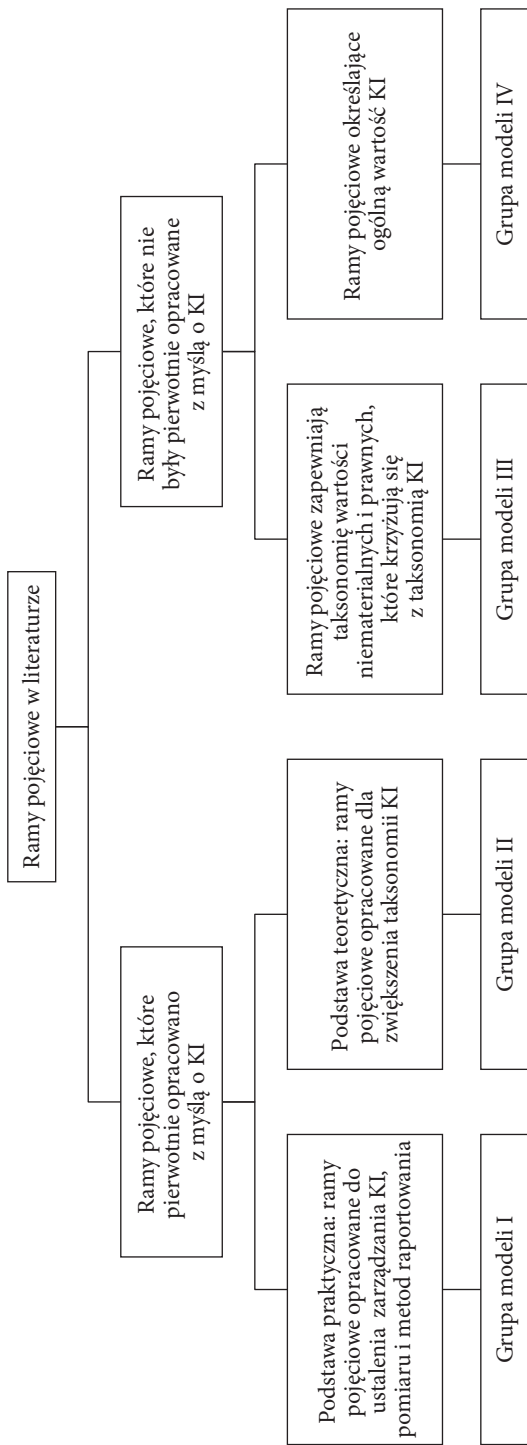 Ramy pojęciowe w literaturze
Ramy pojęciowe, które
pierwotnie opracowano
z myślą o KI
Ramy pojęciowe, które nie
były pierwotnie opracowane
z myślą o KI
Podstawa praktyczna: ramy
pojęciowe opracowane do
ustalenia zarządzania KI,
pomiaru i metod raportowania
Podstawa teoretyczna: ramy
pojęciowe opracowane dla
zwiększenia taksonomii KI
Ramy pojęciowe zapewniają
taksonomię wartości
niematerialnych i prawnych,
które krzyżują się
z taksonomią KI
Ramy pojęciowe określające
ogólną wartość KI
Grupa modeli I
Grupa modeli II
Grupa modeli III
Grupa modeli IV